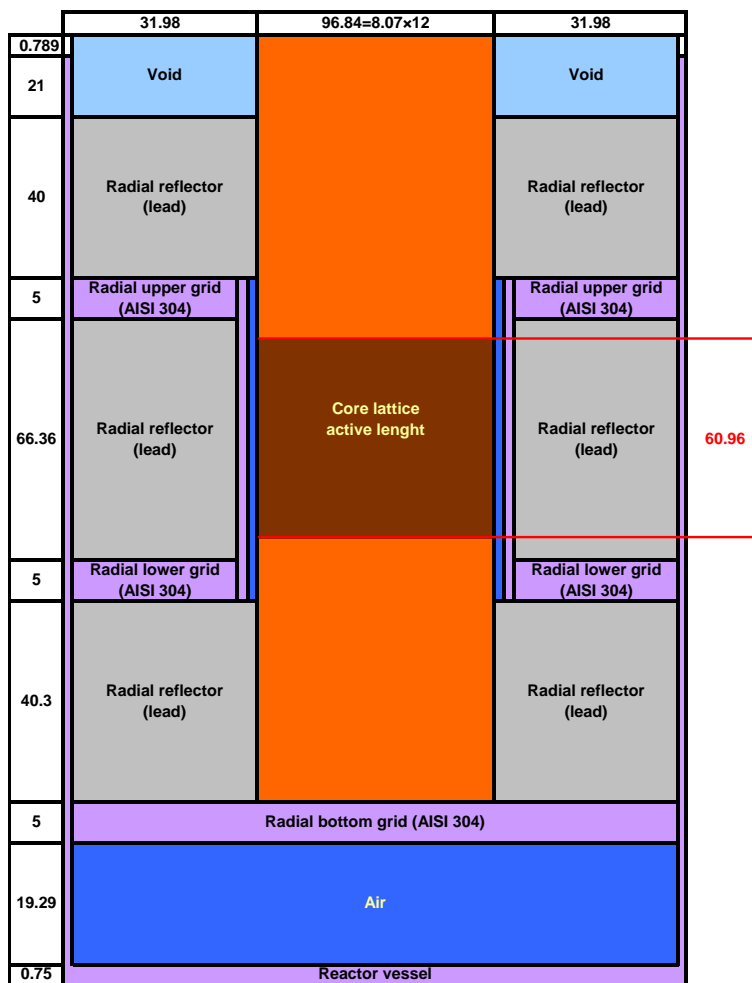 31.98 96.84=8.07×12 31.98
0.789
21
Void
Void
40
Radial reflector
(lead)
Radial reflector
(lead)
5
Radial upper grid
(AISI 304)
Radial upper grid
(AISI 304)
66.36
Radial reflector
(lead)
Core lattice
active lenght
Radial reflector
(lead)
60.96
5
Radial lower grid
(AISI 304)
Radial lower grid
(AISI 304)
40.3
Radial reflector
(lead)
Radial reflector
(lead)
5
Radial bottom grid (AISI 304)
19.29
Air
0.75
Reactor vessel